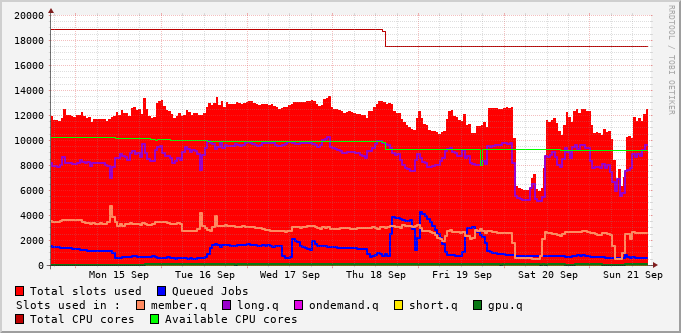 20000
18000
16000
14000
12000
10000
8000
6000
4000
2000
0
Mon 15 Sep Tue 16 Sep Wed 17 Sep Thu 18 Sep Fri 19 Sep Sat 20 Sep Sun 21 Sep
Total slots used Queued Jobs
Slots used in : member.q long.q ondemand.q short.q gpu.q
Total CPU cores Available CPU cores
RRDTOOL / TOBI OETIKER